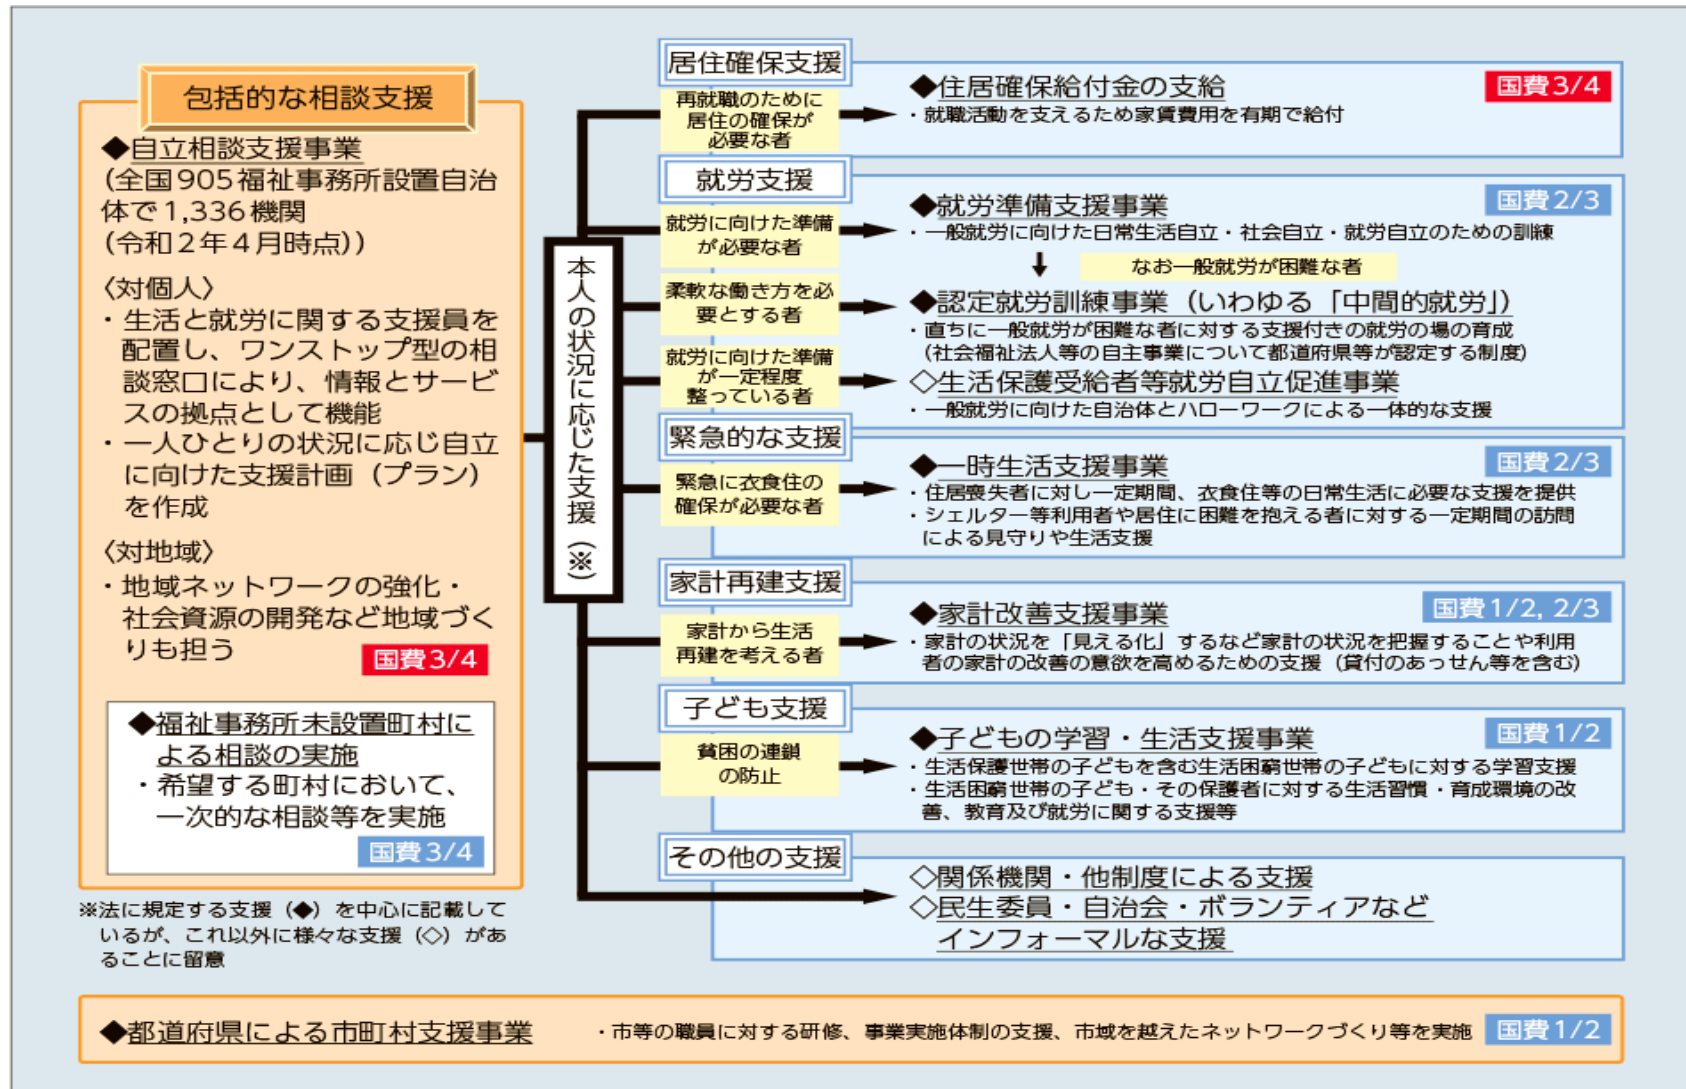 包括的な相談支援
◆自立相談支援事業
(全国905福祉事務所設置自治
体で1,336機関
(令和2年4月時点))
〈対個人〉
・生活と就労に関する支援員を
配置し、ワンストップ型の相
談窓口により、情報とサービ
スの拠点として機能
・一人ひとりの状況に応じ自立
に向けた支援計画（プラン）
を作成
〈対地域〉
・地域ネットワークの強化・
社会資源の開発など地域づく
りも担う
国費3/4
◆福祉事務所未設置町村に
よる相談の実施
・希望する町村において、
一次的な相談等を実施
国費3/4
※法に規定する支援（◆）を中心に記載して
いるが、これ以外に様々な支援（◇）があ
ることに留意
本人の状況に応じた支援（※）
居住確保支援
再就職のために
居住の確保が
必要な者
◆住居確保給付金の支給
国費3/4
・就職活動を支えるため家賃費用を有期で給付
就労支援
就労に向けた準備
が必要な者
◆就労準備支援事業
国費2/3
・一般就労に向けた日常生活自立・社会自立・就労自立のための訓練
なお一般就労が困難な者
柔軟な働き方を必
要とする者
◆認定就労訓練事業（いわゆる「中間的就労」）
・直ちに一般就労が困難な者に対する支援付きの就労の場の育成
(社会福祉法人等の自主事業について都道府県等が認定する制度)
就労に向けた準備
が一定程度
整っている者
◇生活保護受給者等就労自立促進事業
・一般就労に向けた自治体とハローワークによる一体的な支援
緊急的な支援
緊急に衣食住の
確保が必要な者
◆一時生活支援事業
国費2/3
・住居喪失者に対し一定期間、衣食住等の日常生活に必要な支援を提供
・シェルター等利用者や居住に困難を抱える者に対する一定期間の訪問
による見守りや生活支援
家計再建支援
家計から生活
再建を考える者
◆家計改善支援事業
国費1/2, 2/3
・家計の状況を「見える化」するなど家計の状況を把握することや利用
者の家計の改善の意欲を高めるための支援（貸付のあっせん等を含む）
子ども支援
貧困の連鎖
の防止
◆子どもの学習・生活支援事業
国費1/2
・生活保護世帯の子どもを含む生活困窮世帯の子どもに対する学習支援
・生活困窮世帯の子ども・その保護者に対する生活習慣・育成環境の改
善、教育及び就労に関する支援等
その他の支援
◇関係機関・他制度による支援
◇民生委員・自治会・ボランティアなど
インフォーマルな支援
◆都道府県による市町村支援事業
・市等の職員に対する研修、事業実施体制の支援、市域を越えたネットワークづくり等を実施
国費1/2